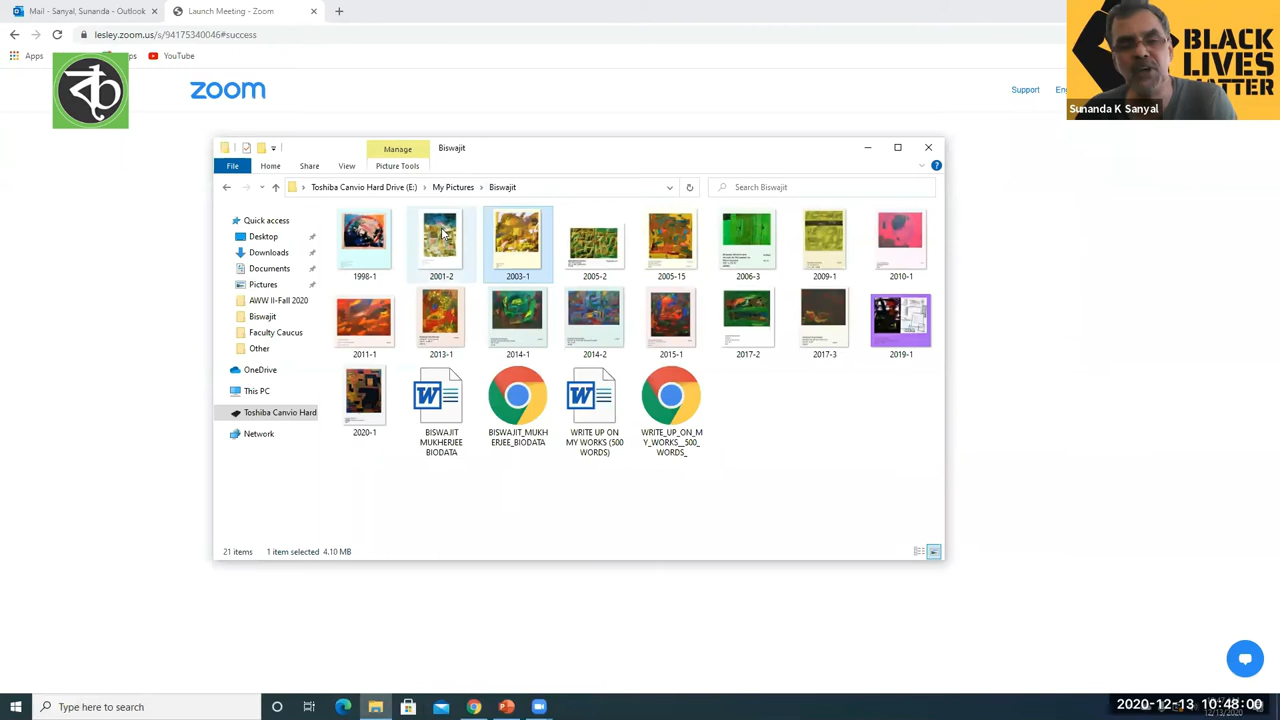 Mail - Sanyal, Sunanda - Outlook
Launch Meeting - Zoom
lesley.zoom.us/s/94175340046#success
Apps
YouTube
zoom
Support
BLACK
LIVES
MATTER
Sunanda K Sanyal
Manage
Biswajit
File
Home
Share
View
Picture Tools
Toshiba Canvio Hard Drive (E:)
My Pictures
Biswajit
Search Biswajit
Quick access
Desktop
Downloads
Documents
Pictures
AWW II-Fall 2020
Biswajit
Faculty Caucus
Other
OneDrive
This PC
Toshiba Canvio Hard
Network
1998-1
2001-2
2003-1
2005-2
2005-15
2006-3
2009-1
2010-1
2011-1
2013-1
2014-1
2014-2
2015-1
2017-2
2017-3
2019-1
2020-1
BISWAJIT
MUKHERJEE
BIODATA
BISWAJIT_MUKH
ERJEE_BIODATA
WRITE UP ON
MY WORKS (500
WORDS)
WRITE_UP_ON_M
Y_WORKS__500_
WORDS_
21 items
1 item selected 4.10 MB
Type here to search
2020-12-13 10:48:00